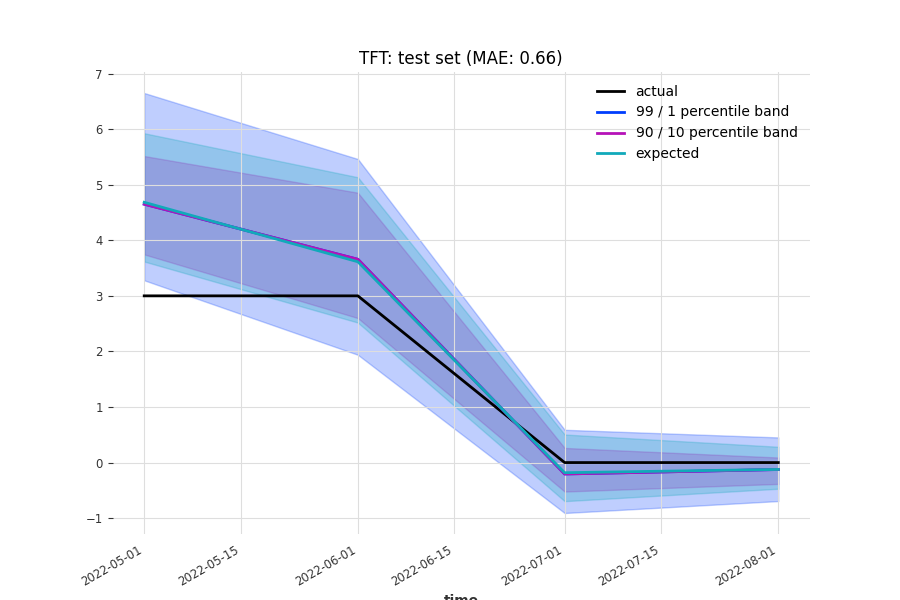 TFT: test set (MAE: 0.66)
actual
99 / 1 percentile band
90 / 10 percentile band
expected
7
6
5
4
3
2
1
0
−1
2022-05-01
2022-05-15
2022-06-01
2022-06-15
2022-07-01
2022-07-15
2022-08-01
time